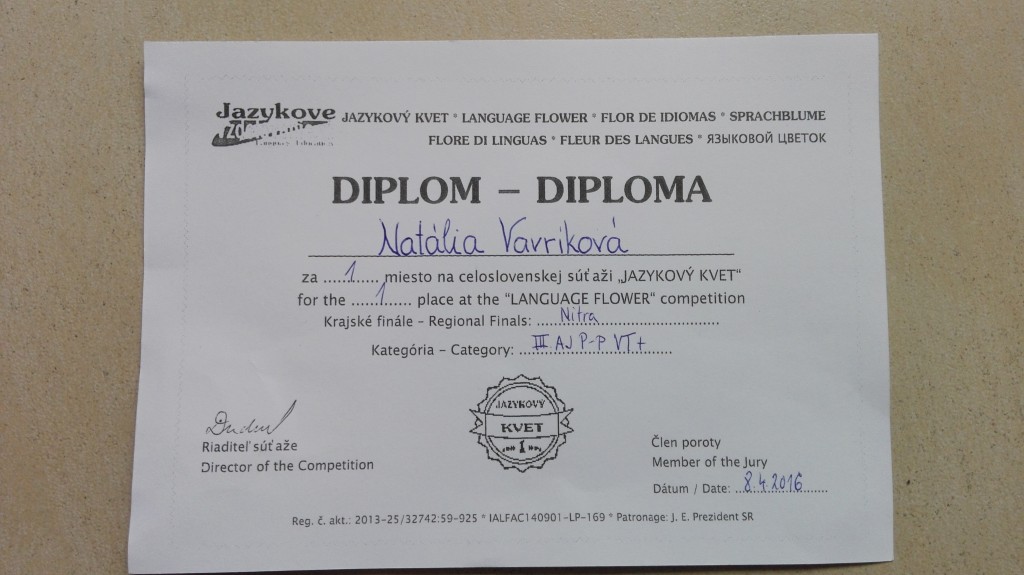 Jazykove
JAZYKOVÝ KVET * LANGUAGE FLOWER * FLOR DE IDIOMAS * SPRACHBLUME
FLORE DI LINGUAS * FLEUR DES LANGUES * ЯЗЫКОВОЙ ЦВЕТОК
DIPLOM – DIPLOMA
Natália Vavriková
za ...1..... miesto na celoslovenskej súťaži „JAZYKOVÝ KVET“
for the ....1..... place at the “LANGUAGE FLOWER“ competition
Krajské finále – Regional Finals: Nitra
Kategória – Category: III AJ P-P VT+
JAZYKOVÝ
KVET
1
Riaditeľ súťaže
Director of the Competition
Člen poroty
Member of the Jury
Dátum / Date: 8.4.2016
Reg. č. akt.: 2013-25/32742:59-925 * IALFAC140901-LP-169 * Patronage: J. E. Prezident SR